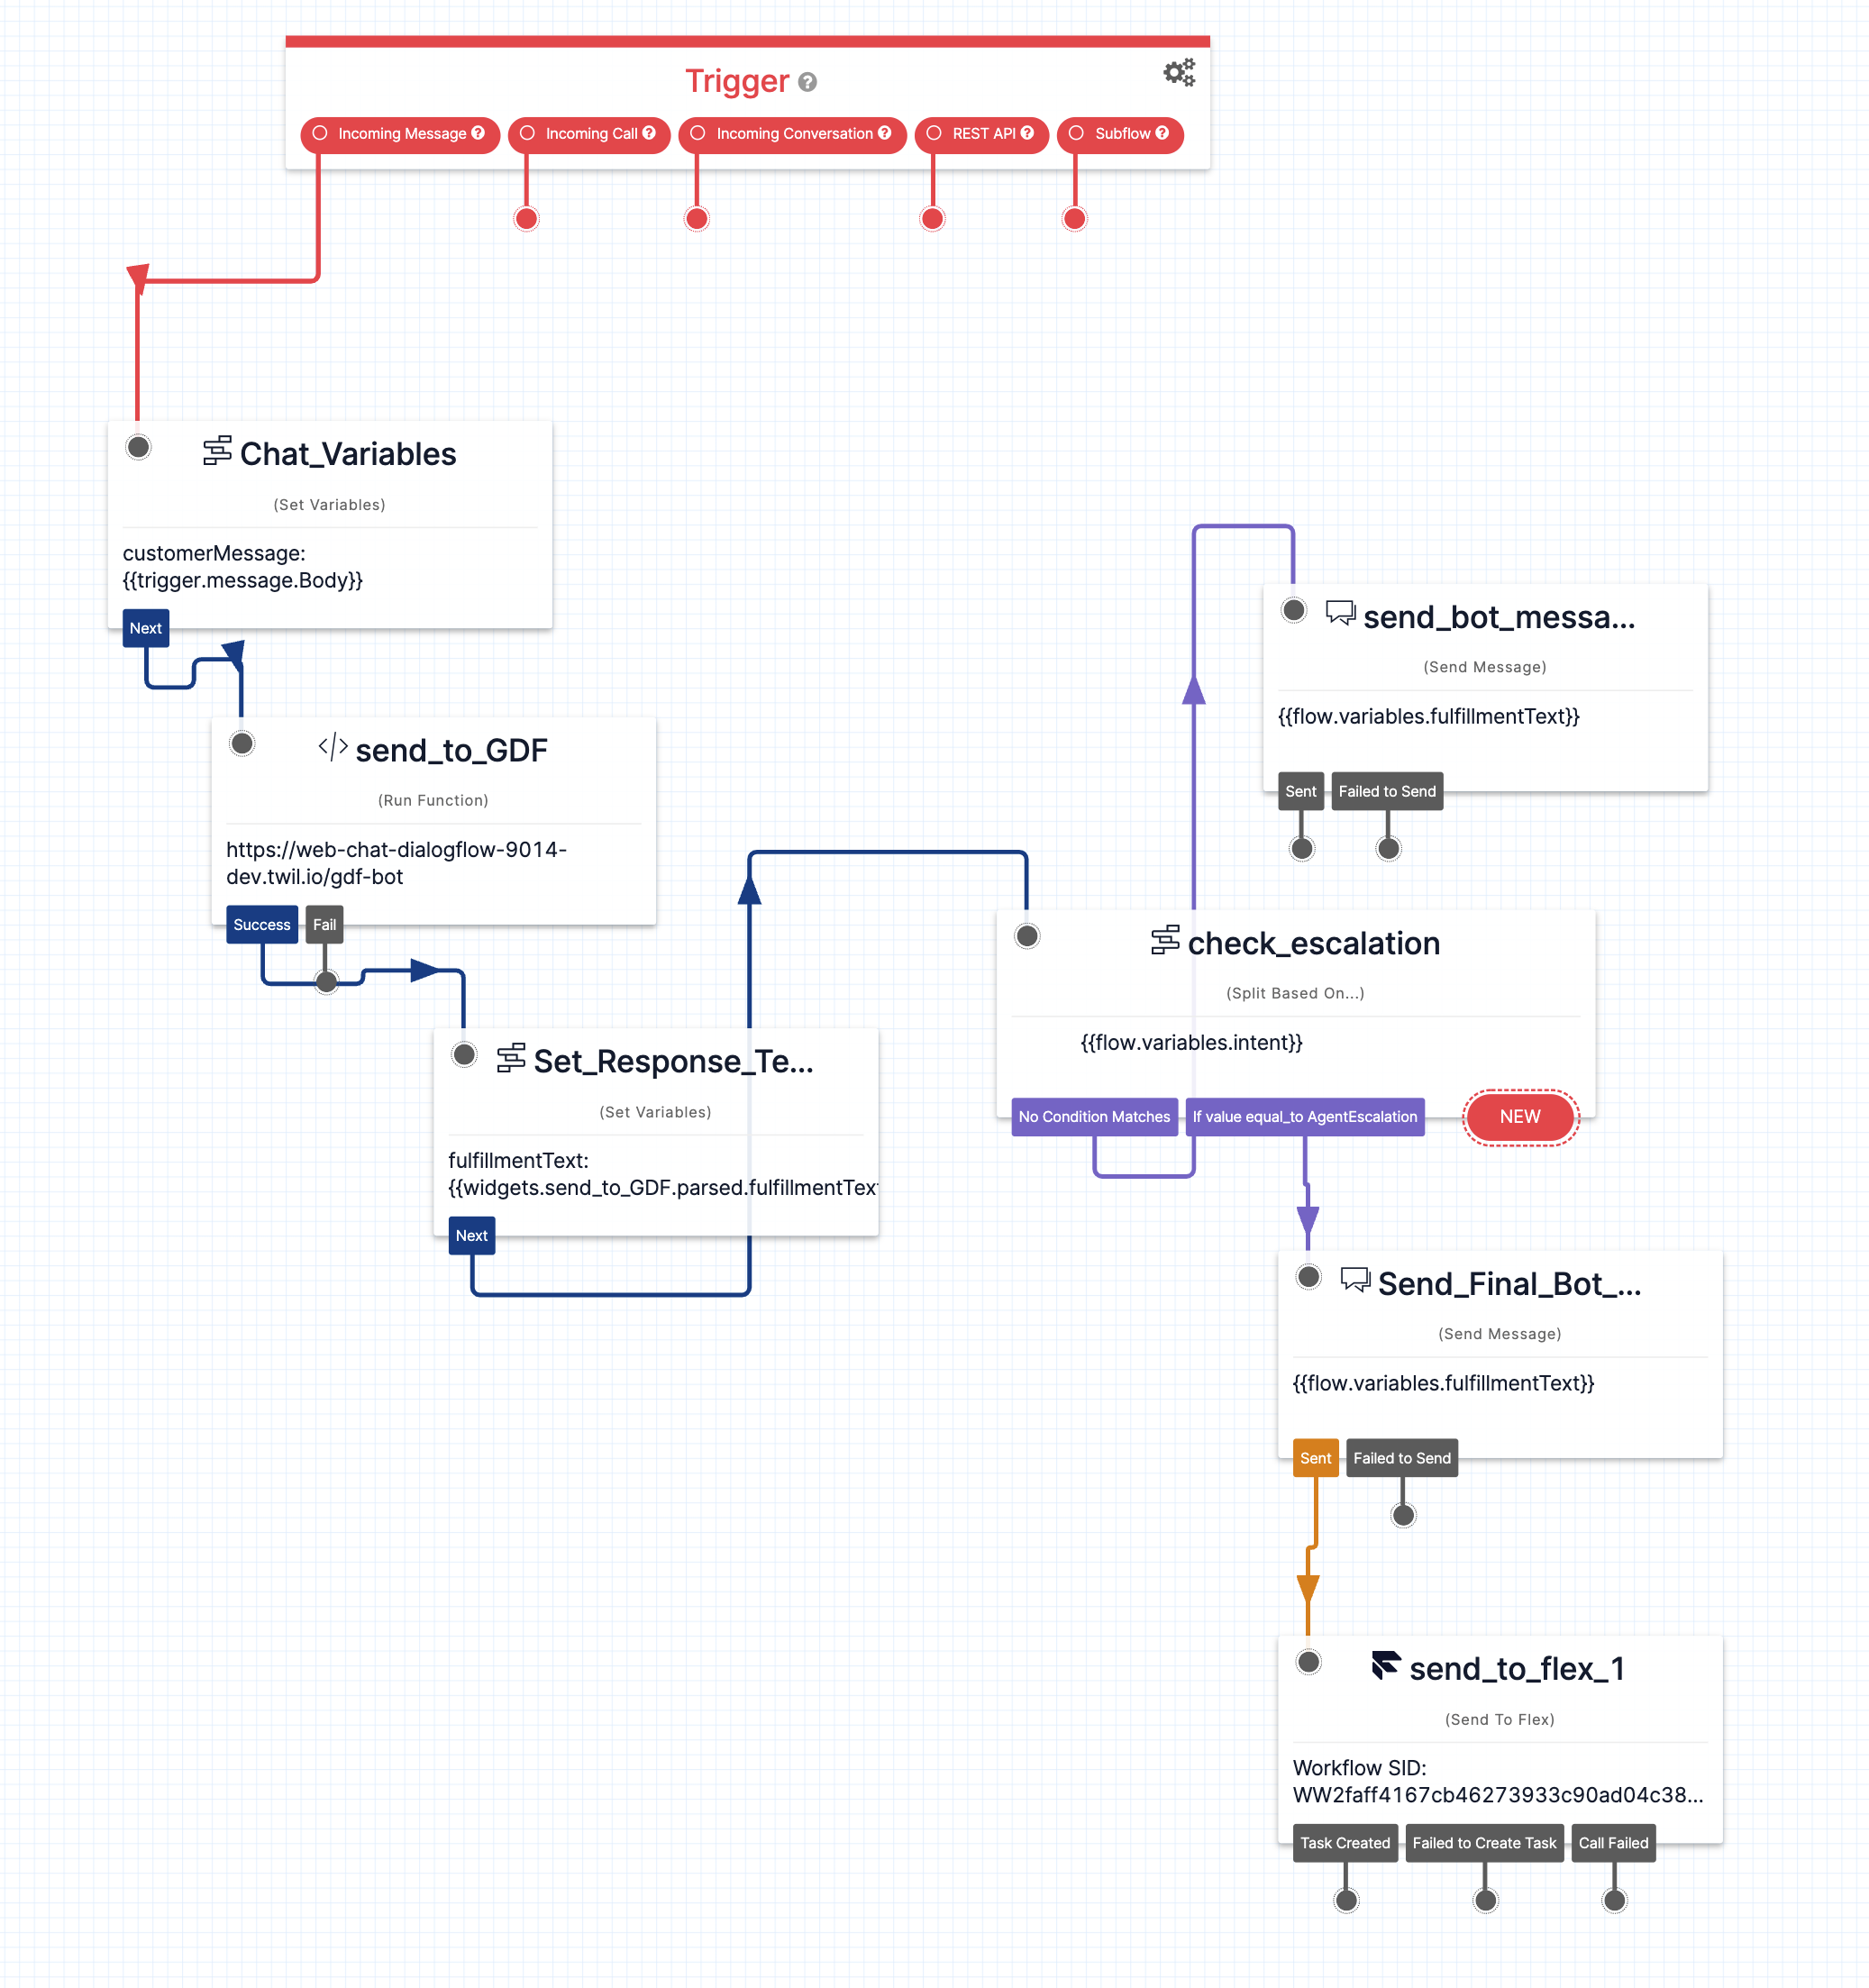 Trigger
Incoming Message
Incoming Call
Incoming Conversation
REST API
Subflow
Chat_Variables
(Set Variables)
customerMessage:
{{trigger.message.Body}}
Next
send_to_GDF
(Run Function)
https://web-chat-dialogflow-9014-
dev.twil.io/gdf-bot
Success
Fail
Set_Response_Te...
(Set Variables)
fulfillmentText:
{{widgets.send_to_GDF.parsed.fulfillmentText
Next
check_escalation
(Split Based On...)
{{flow.variables.intent}}
No Condition Matches
If value equal_to AgentEscalation
NEW
send_bot_messa...
(Send Message)
{{flow.variables.fulfillmentText}}
Sent
Failed to Send
Send_Final_Bot_...
(Send Message)
{{flow.variables.fulfillmentText}}
Sent
Failed to Send
send_to_flex_1
(Send To Flex)
Workflow SID:
WW2faff4167cb46273933c90ad04c38...
Task Created
Failed to Create Task
Call Failed